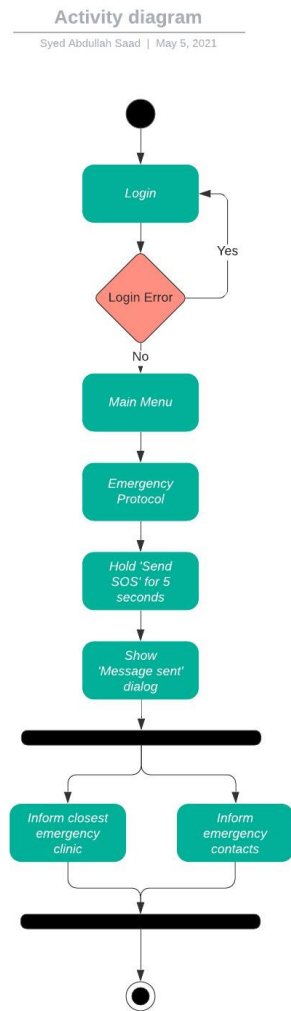 Activity diagram
Syed Abdullah Saad | May 5, 2021
Login
Yes
Login Error
No
Main Menu
Emergency
Protocol
Hold 'Send
SOS' for 5
seconds
Show
'Message sent'
dialog
Inform closest
emergency
clinic
Inform
emergency
contacts